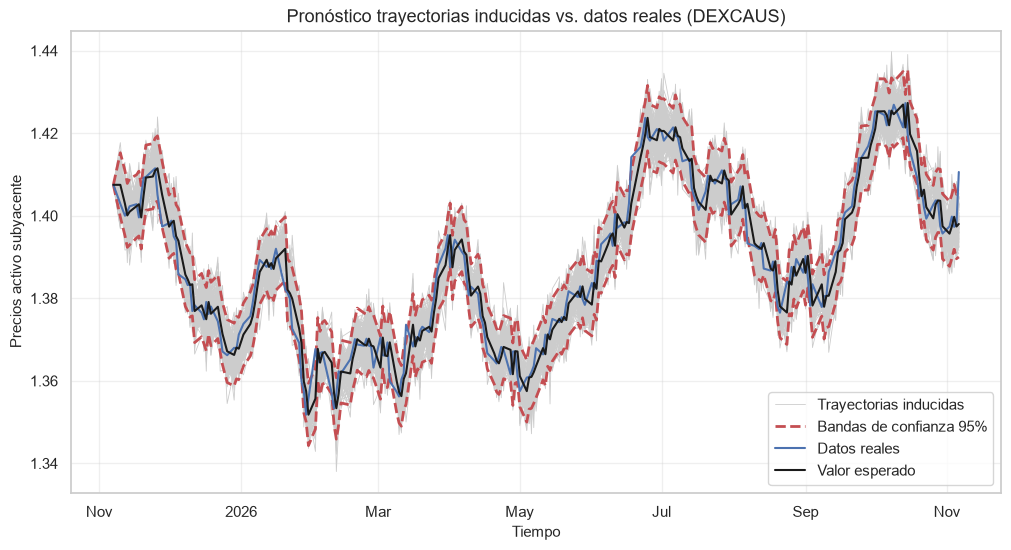 Pronóstico trayectorias inducidas vs. datos reales (DEXCAUS)
Precios activo subyacente
1.44
1.42
1.40
1.38
1.36
1.34
Nov
2026
Mar
May
Jul
Sep
Nov
Tiempo
Trayectorias inducidas
Bandas de confianza 95%
Datos reales
Valor esperado